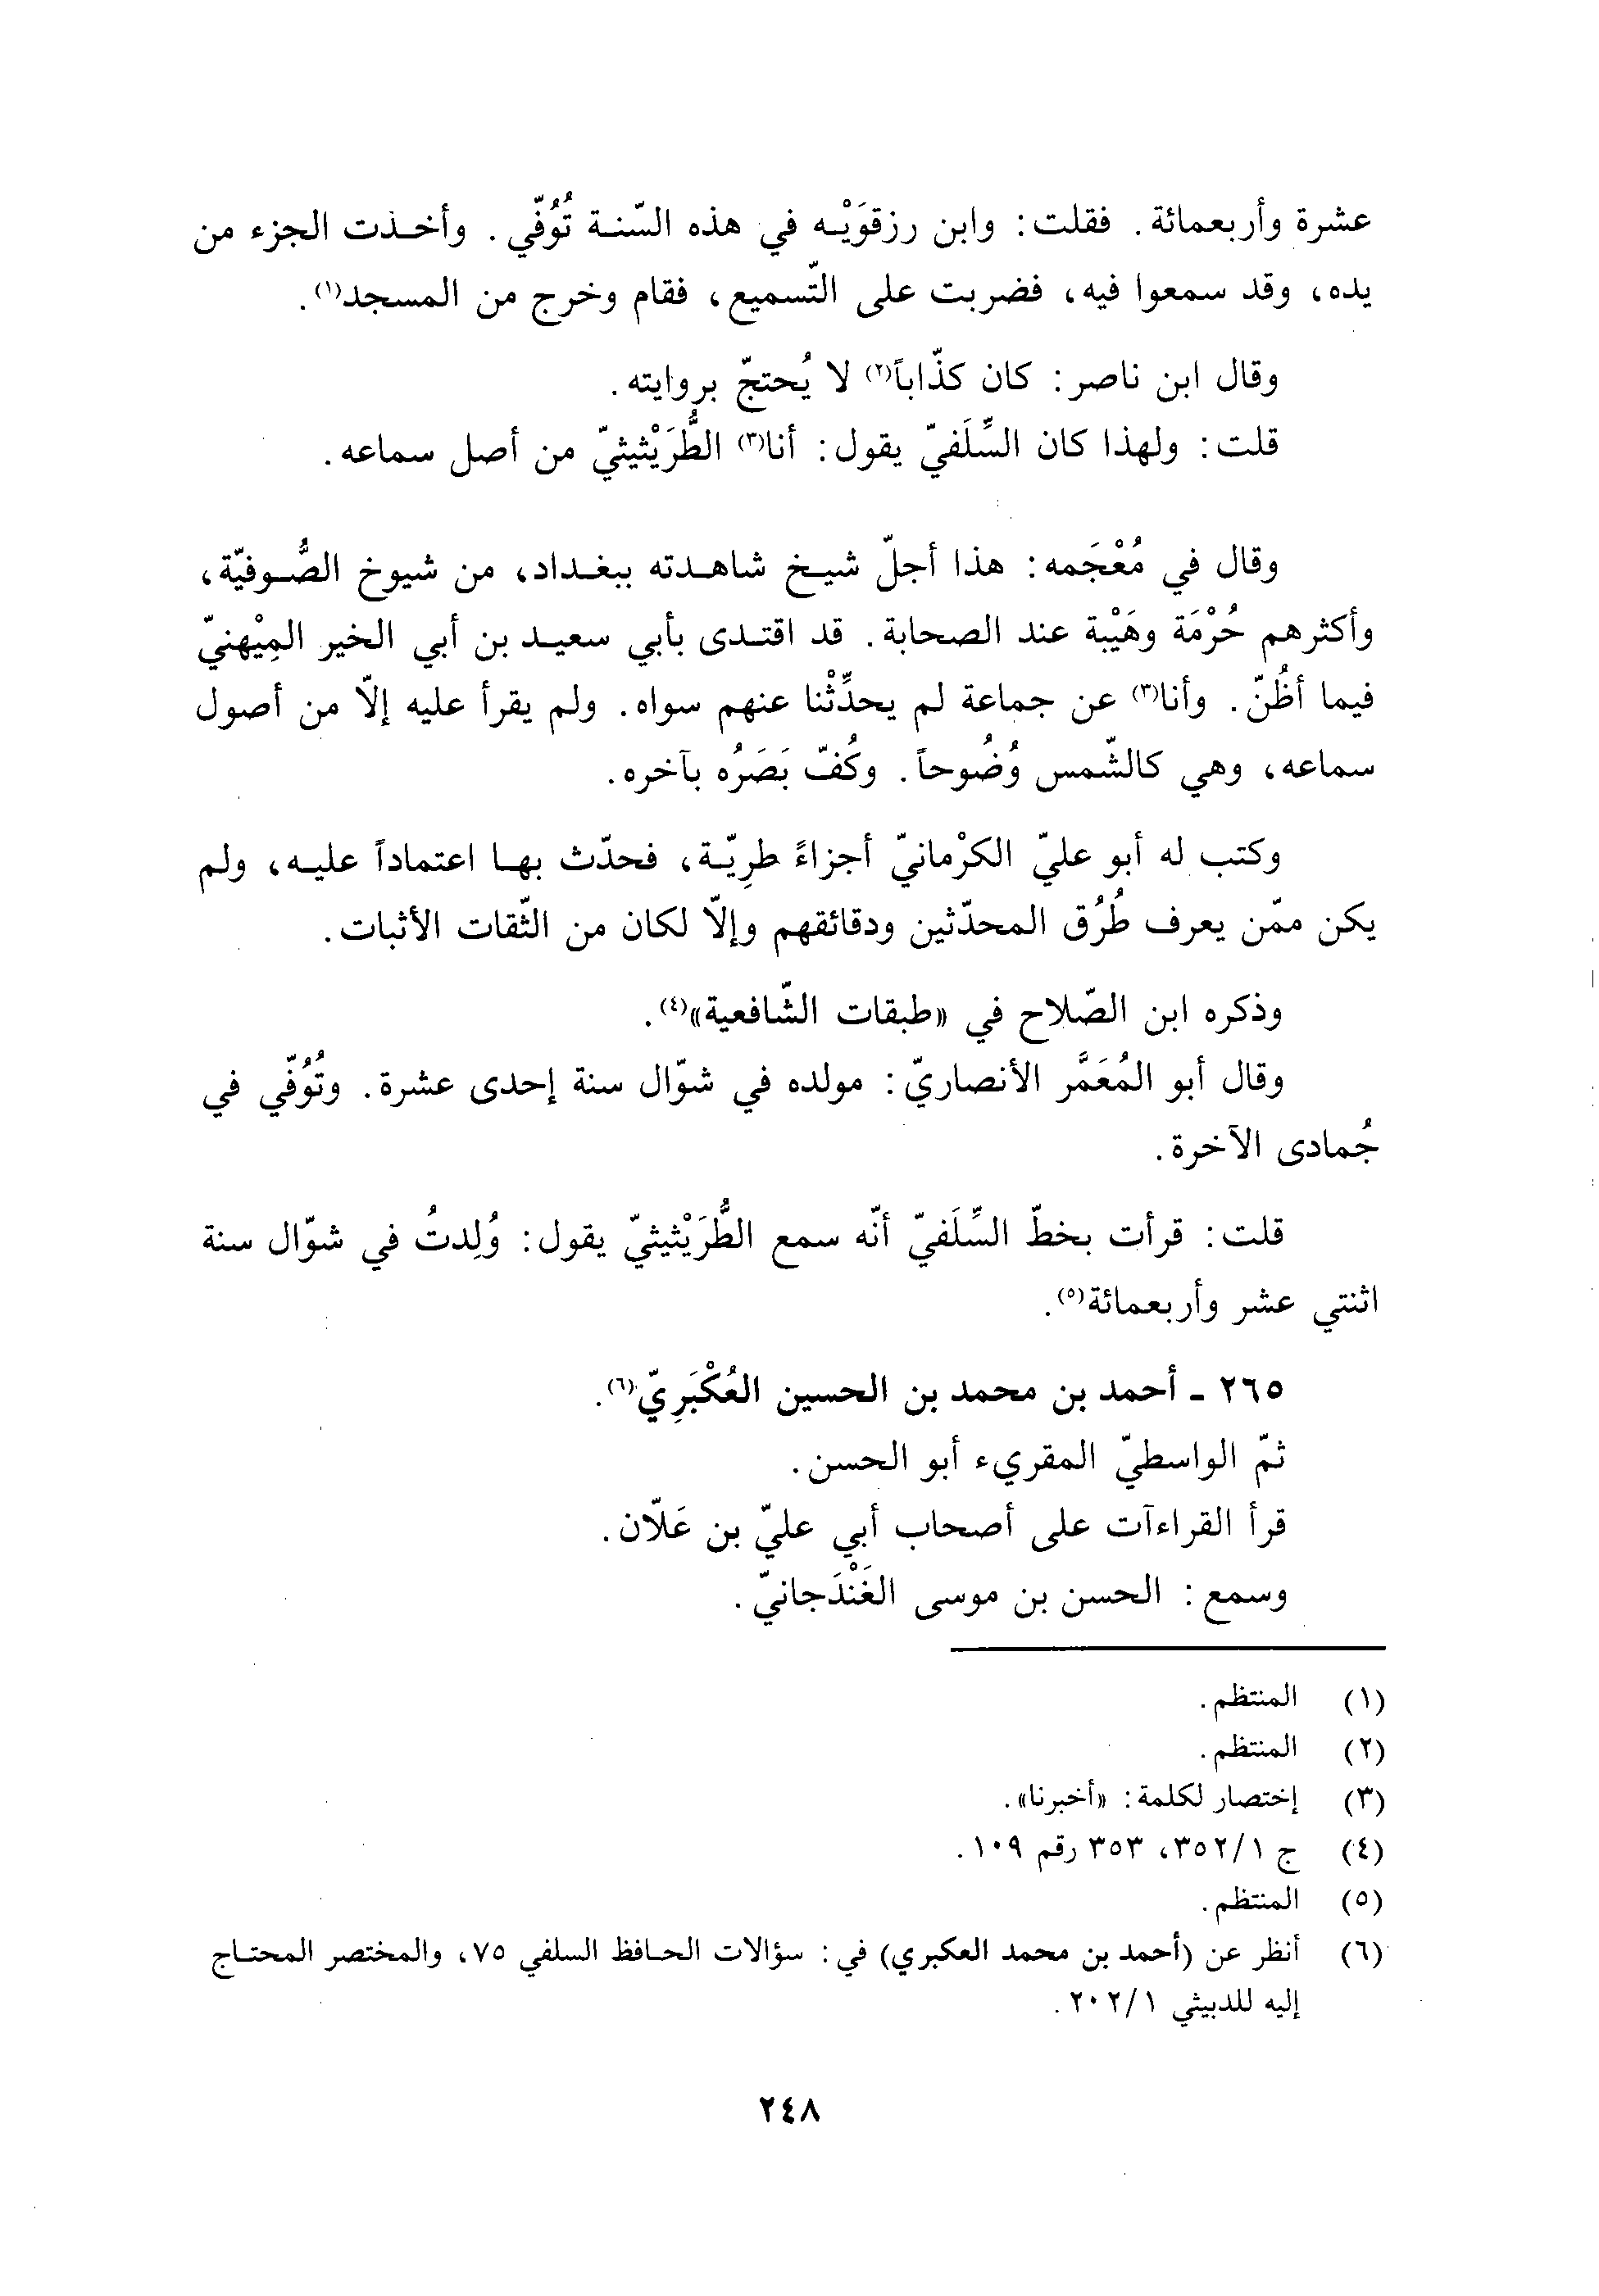 عشرة وأربعمائة. فقلت: وابن رزقوَيْه في هذه السّنة تُوُفّي. وأخذت الجزء من
يده، وقد سمعوا فيه، فضربت على التّسميع، فقام وخرج من المسجد(١).
وقال ابن ناصر: كان كذّاباً(٢) لا يُحتجّ بروايته.
قلت: ولهذا كان السِّلَفيّ يقول: أنا(٣) الطُّرَيْثيثيّ من أصل سماعه.
وقال في مُعْجَمه: هذا أجلّ شيخ شاهدته ببغداد، من شيوخ الصُّوفيّة،
وأكثرهم حُرْمَة وهَيْبة عند الصحابة. قد اقتدى بأبي سعيد بن أبي الخير المِيْهنيّ
فيما أظُنّ. وأنا(٣) عن جماعة لم يحدِّثْنا عنهم سواه. ولم يقرأ عليه إلاّ من أصول
سماعه، وهي كالشّمس وُضُوحاً. وكُفّ بَصَرُه بآخره.
وكتب له أبو عليّ الكرْمانيّ أجزاءً طرِيّة، فحدّث بها اعتماداً عليه، ولم
يكن ممّن يعرف طُرُق المحدّثين ودقائقهم وإلاّ لكان من الثّقات الأثبات.
وذكره ابن الصّلاح في «طبقات الشّافعية»(٤).
وقال أبو المُعَمَّر الأنصاريّ: مولده في شوّال سنة إحدى عشرة. وتُوُفّي في
جُمادى الآخرة.
قلت: قرأت بخطّ السِّلَفيّ أنّه سمع الطُّرَيْثيثيّ يقول: وُلِدتُ في شوّال سنة
اثنتي عشر وأربعمائة(٥).
٢٦٥ - أحمد بن محمد بن الحسين العُكْبَرِيّ(٦).
ثمّ الواسطيّ المقريء أبو الحسن.
قرأ القراءآت على أصحاب أبي عليّ بن عَلّان.
وسمع: الحسن بن موسى الغَنْدَجانيّ.
(١) المنتظم.
(٢) المنتظم.
(٣) إختصار لكلمة: «أخبرنا».
(٤) ج ١/٣٥٢، ٣٥٣ رقم ١٠٩.
(٥) المنتظم.
(٦) أنظر عن (أحمد بن محمد العكبري) في: سؤالات الحافظ السلفي ٧٥، والمختصر المحتاج
إليه للدبيثي ١/٢٠٢.
٢٤٨